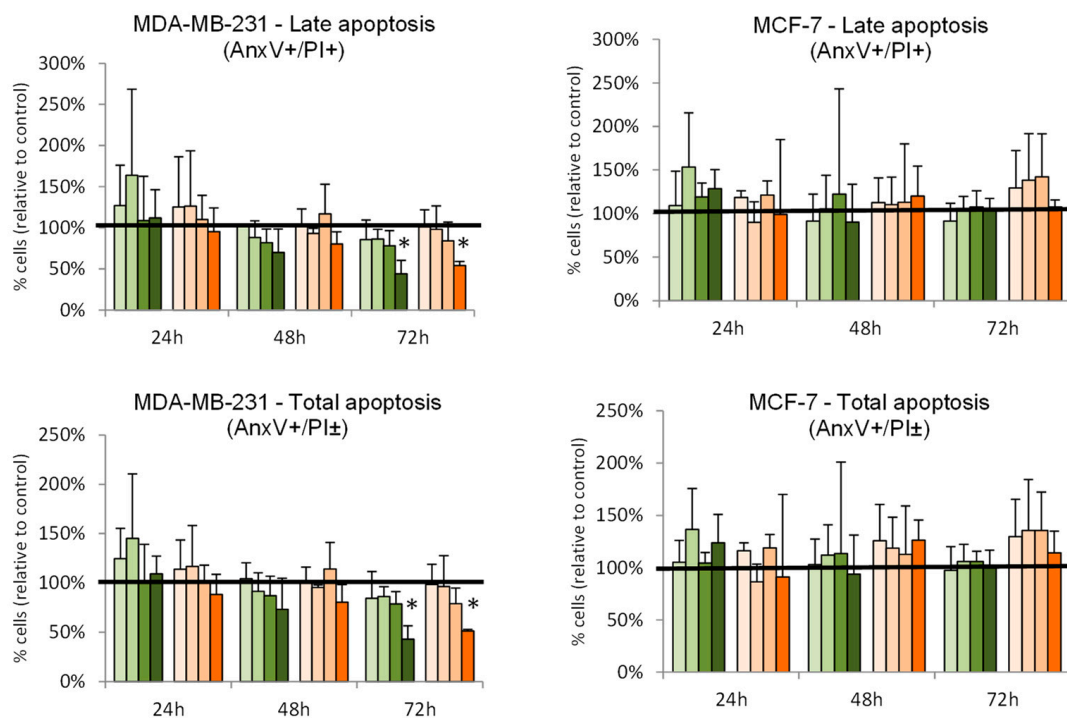 MDA-MB-231 - Late apoptosis
(AnxV+/PI+)
% cells (relative to control)
300%
250%
200%
150%
100%
50%
0%
*
*
24h
48h
72h
MCF-7 - Late apoptosis
(AnxV+/PI+)
% cells (relative to control)
300%
250%
200%
150%
100%
50%
0%
24h
48h
72h
MDA-MB-231 - Total apoptosis
(AnxV+/PI±)
% cells (relative to control)
250%
200%
150%
100%
50%
0%
*
*
24h
48h
72h
MCF-7 - Total apoptosis
(AnxV+/PI±)
% cells (relative to control)
250%
200%
150%
100%
50%
0%
24h
48h
72h